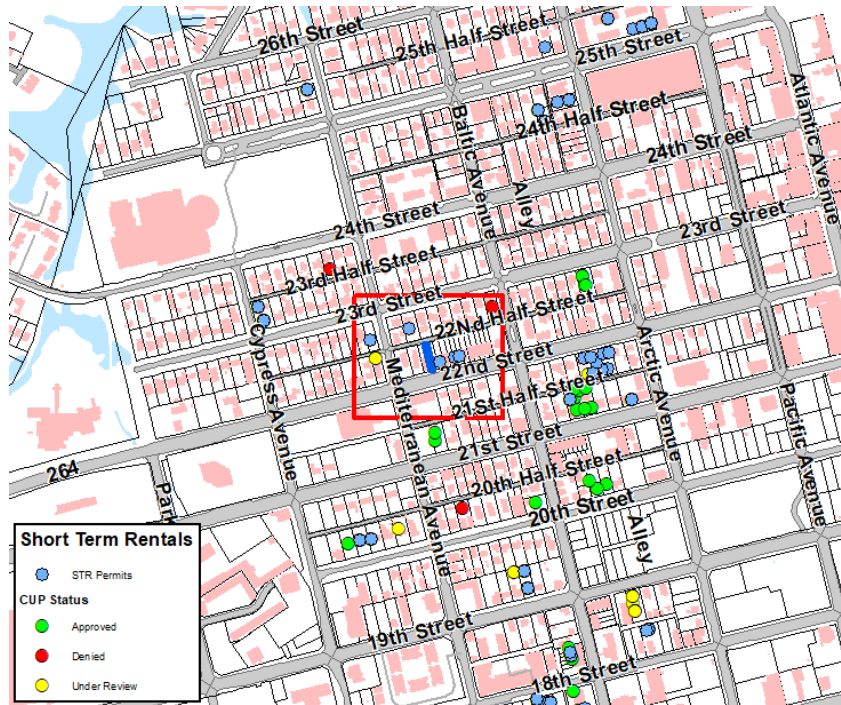 26th Street
25th Half Street
25th Street
Atlantic Avenue
Baltic Avenue
24th Half Street
Alley
24th Street
24th Street
23rd Street
23rd Half Street
23rd Street
22Nd Half Street
Cypress Avenue
22nd Street
Arctic Avenue
Mediterranean Avenue
21St Half Street
Pacific Avenue
21st Street
264
20th Half Street
Park
20th Street
Alley
19th Street
18th Street
Short Term Rentals
STR Permits
CUP Status
Approved
Denied
Under Review